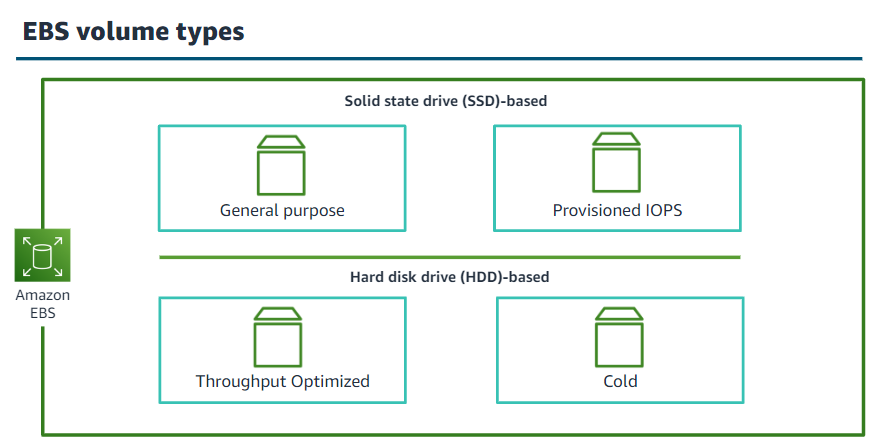 EBS volume types
Solid state drive (SSD)-based
General purpose
Provisioned IOPS
Amazon
EBS
Hard disk drive (HDD)-based
Throughput Optimized
Cold